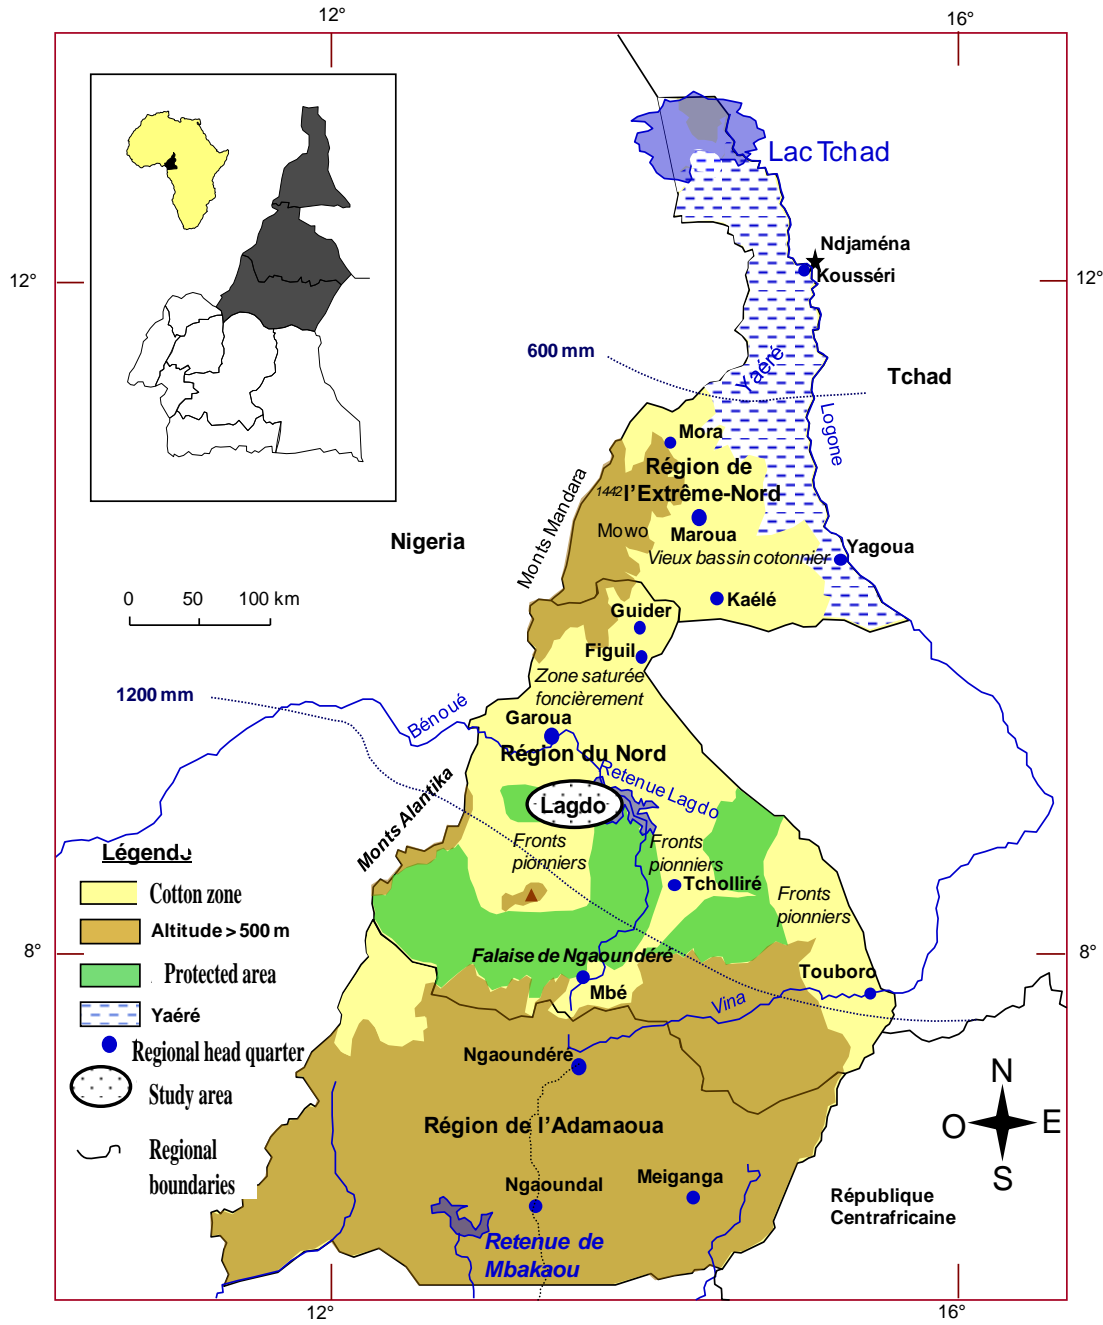 12°
16°
Lac Tchad
Ndjaména
Kousséri
12°
12°
600 mm
Yaéré
Tchad
Logone
Mora
Région de
1442
l'Extrême-Nord
Monts Mandara
Mowo
Maroua
Nigeria
Vieux bassin cotonnier
Yagoua
0 50 100 km
Kaélé
Guider
Figuil
Zone saturée
foncièrement
1200 mm
Bénoué
Garoua
Région du Nord
Retenue Lagdo
Monts Alantika
Lagdo
Fronts
pionniers
Fronts
pionniers
Tcholliré
Fronts
pionniers
Légende
Cotton zone
Altitude > 500 m
Protected area
Yaéré
Regional head quarter
Study area
Regional
boundaries
8°
8°
Falaise de Ngaoundéré
Mbé
Touboro
Vina
Ngaoundéré
Région de l'Adamaoua
Ngaoundal
Meiganga
Retenue de
Mbakaou
République
Centrafricaine
N
O E
S
12°
16°